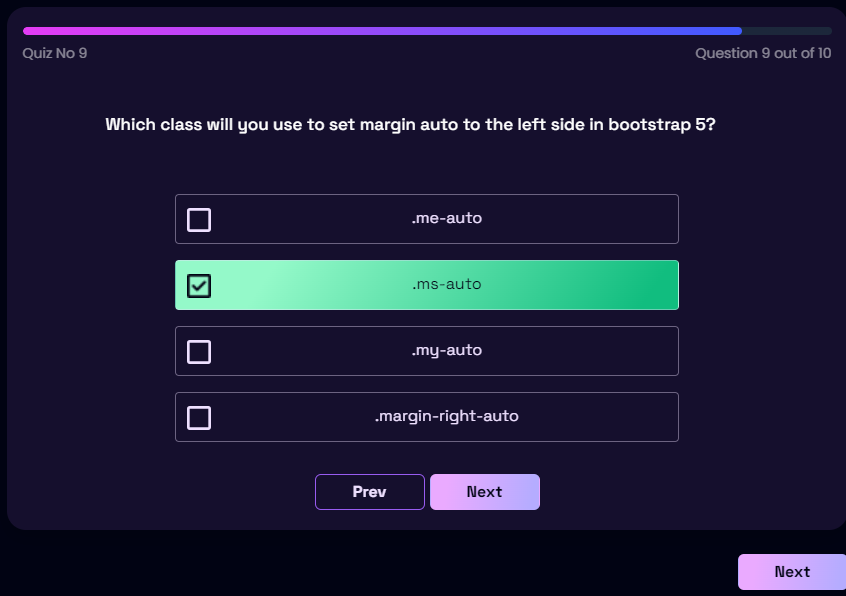 Quiz No 9
Question 9 out of 10
Which class will you use to set margin auto to the left side in bootstrap 5?
.me-auto
.ms-auto
.my-auto
.margin-right-auto
Prev
Next
Next